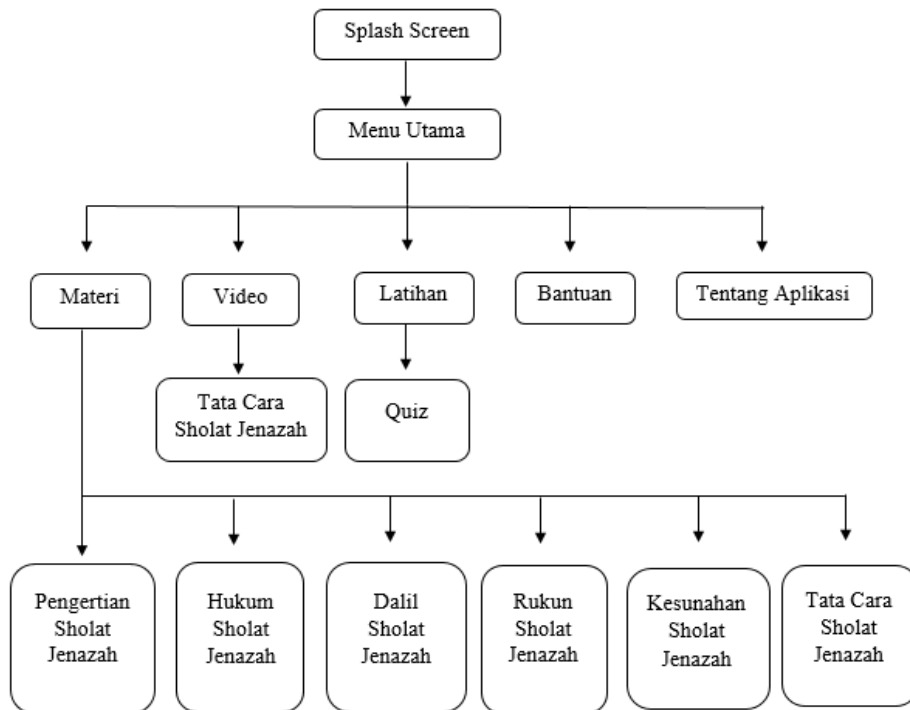 Splash Screen
Menu Utama
Materi
Video
Latihan
Bantuan
Tentang Aplikasi
Tata Cara
Sholat Jenazah
Quiz
Pengertian
Sholat
Jenazah
Hukum
Sholat
Jenazah
Dalil
Sholat
Jenazah
Rukun
Sholat
Jenazah
Kesunahan
Sholat
Jenazah
Tata Cara
Sholat
Jenazah